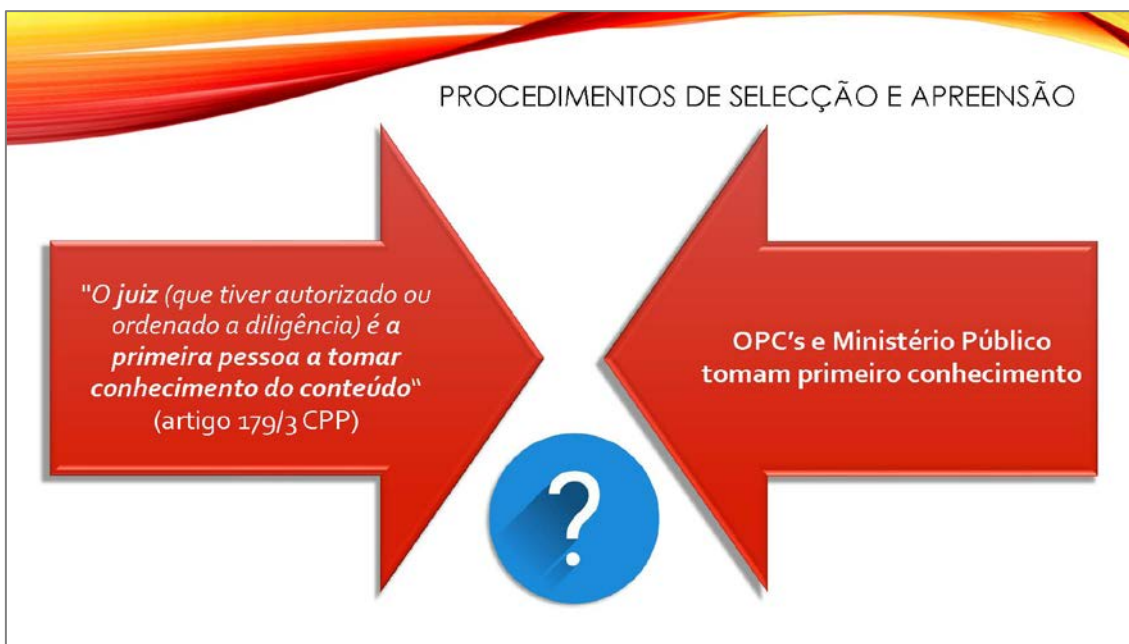 PROCEDIMENTOS DE SELECÇÃO E APREENSÃO
"O juiz (que tiver autorizado ou
ordenado a diligência) é a
primeira pessoa a tomar
conhecimento do conteúdo“
(artigo 179/3 CPP)
OPC's e Ministério Público
tomam primeiro conhecimento
?